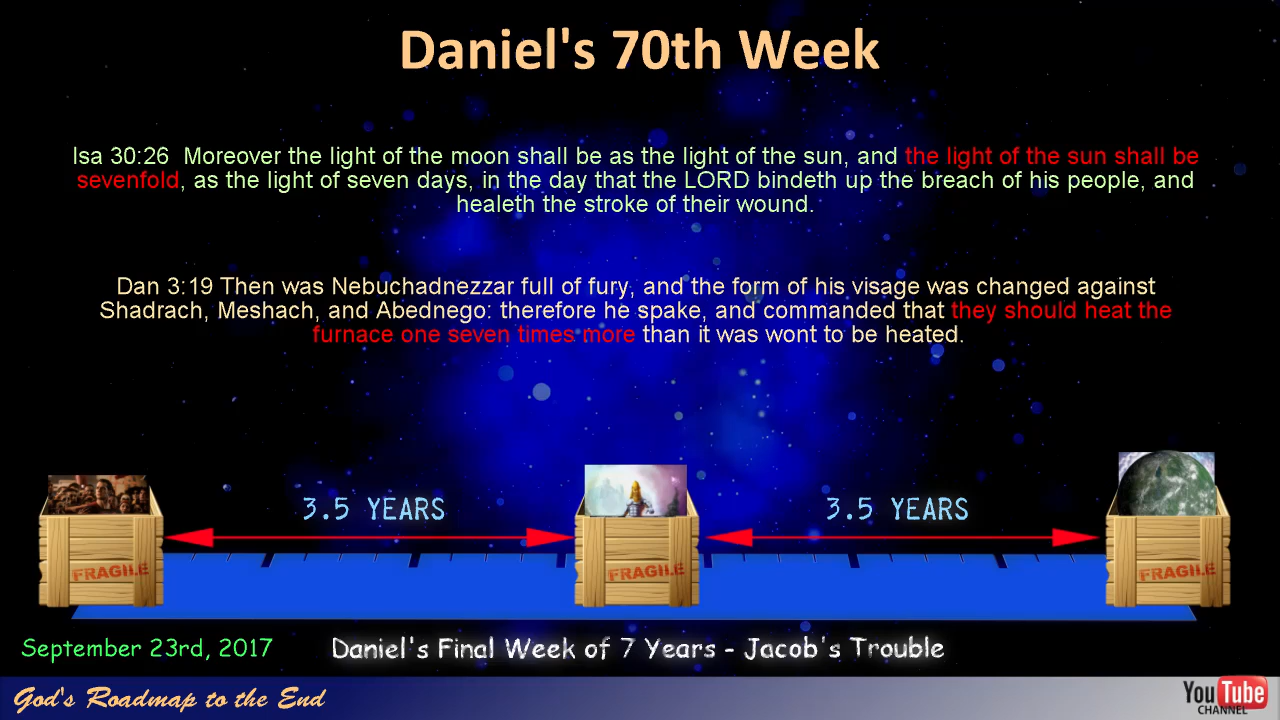 Daniel's 70th Week
Isa 30:26  Moreover the light of the moon shall be as the light of the sun, and the light of the sun shall be
sevenfold, as the light of seven days, in the day that the LORD bindeth up the breach of his people, and
healeth the stroke of their wound.
Dan 3:19 Then was Nebuchadnezzar full of fury, and the form of his visage was changed against
Shadrach, Meshach, and Abednego: therefore he spake, and commanded that they should heat the
furnace one seven times more than it was wont to be heated.
3.5 YEARS
3.5 YEARS
FRAGILE
FRAGILE
FRAGILE
September 23rd, 2017
Daniel's Final Week of 7 Years - Jacob's Trouble
God's Roadmap to the End
YouTube
CHANNEL